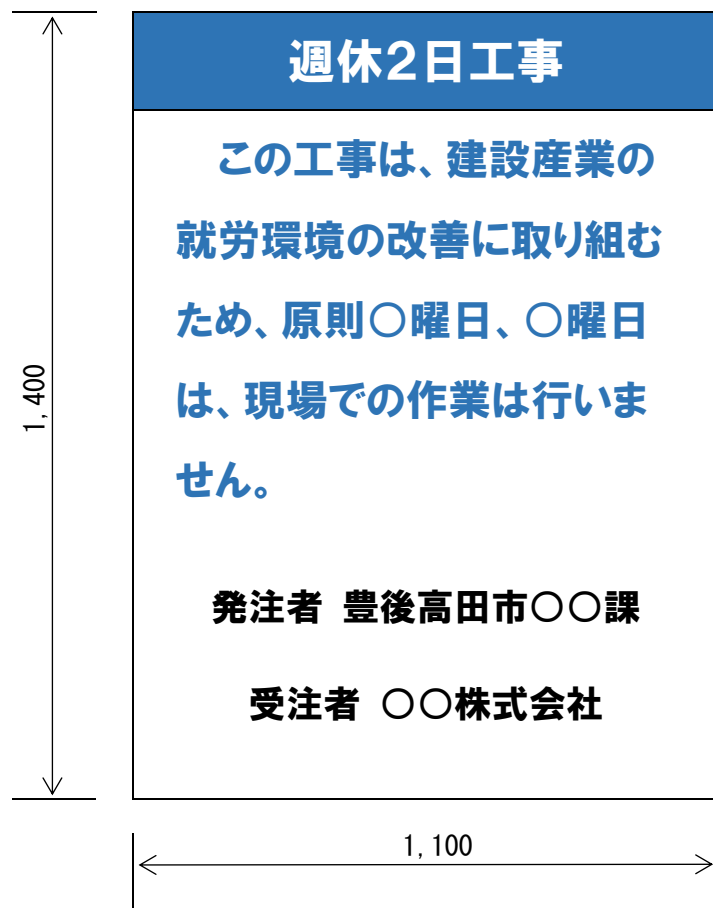 週休２日工事
この工事は、建設産業の
就労環境の改善に取り組む
ため、原則○曜日、○曜日
は、現場での作業は行いま
せん。
発注者 豊後高田市○○課
受注者 ○○株式会社
1,400
1,100